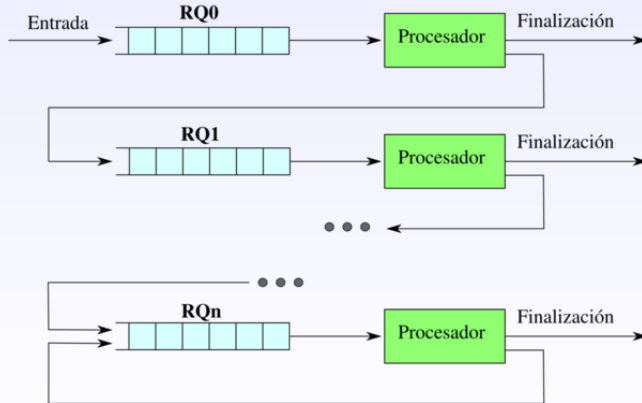 Entrada
RQ0
Procesador
Finalización
RQ1
Procesador
Finalización
RQn
Procesador
Finalización